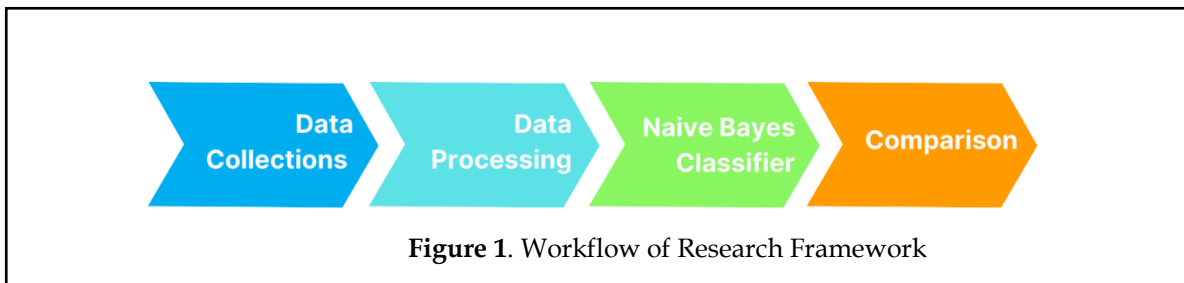 Data
Collections
Data
Processing
Naive Bayes
Classifier
Comparison
Figure 1. Workflow of Research Framework